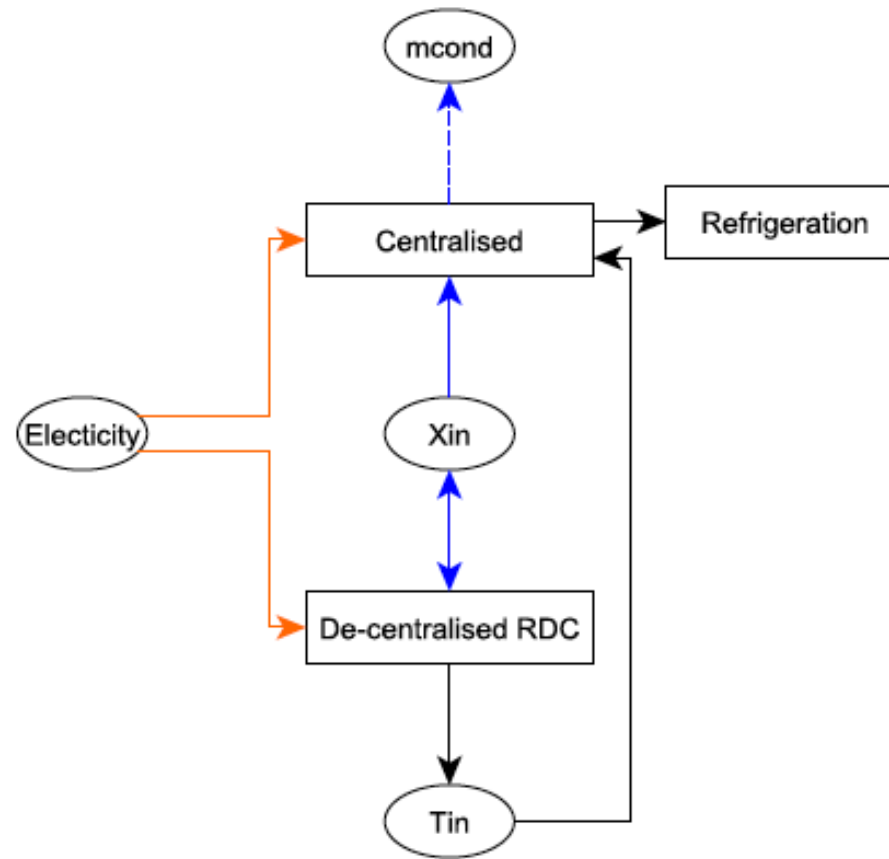 mcond
Centralised
Refrigeration
Electicity
Xin
De-centralised RDC
Tin